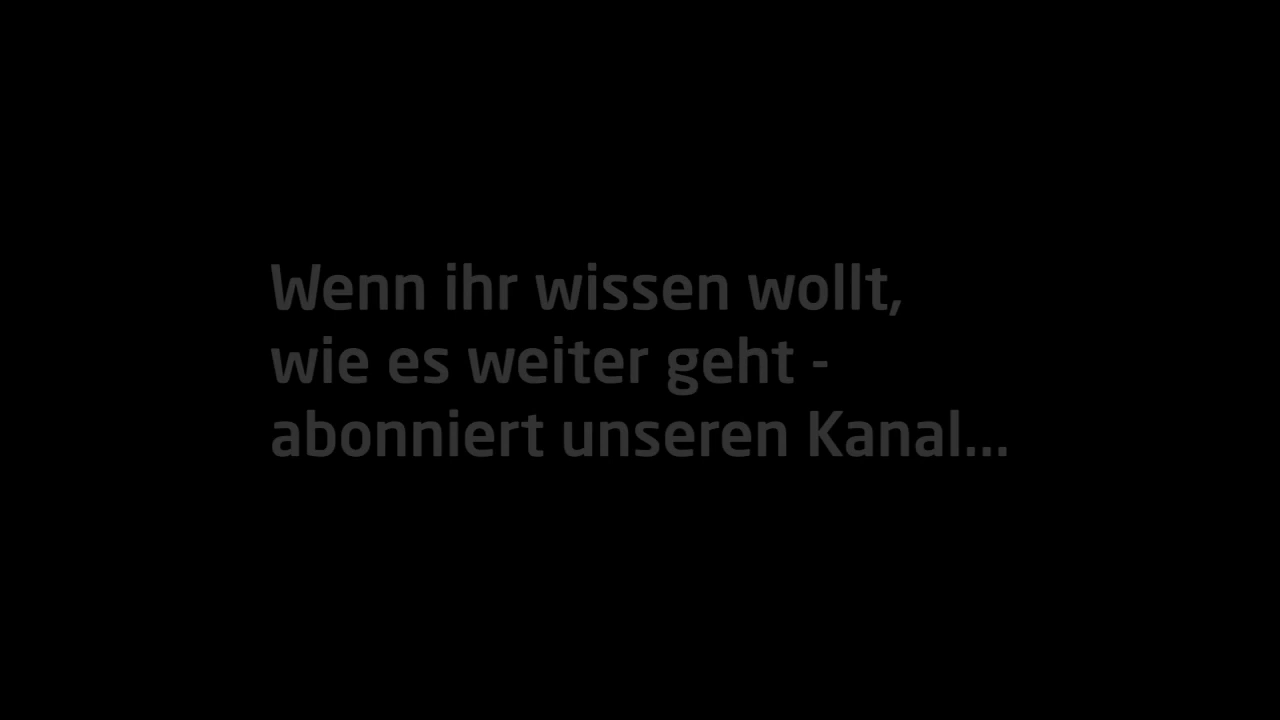 Wenn ihr wissen wollt,
wie es weiter geht -
abonniert unseren Kanal...